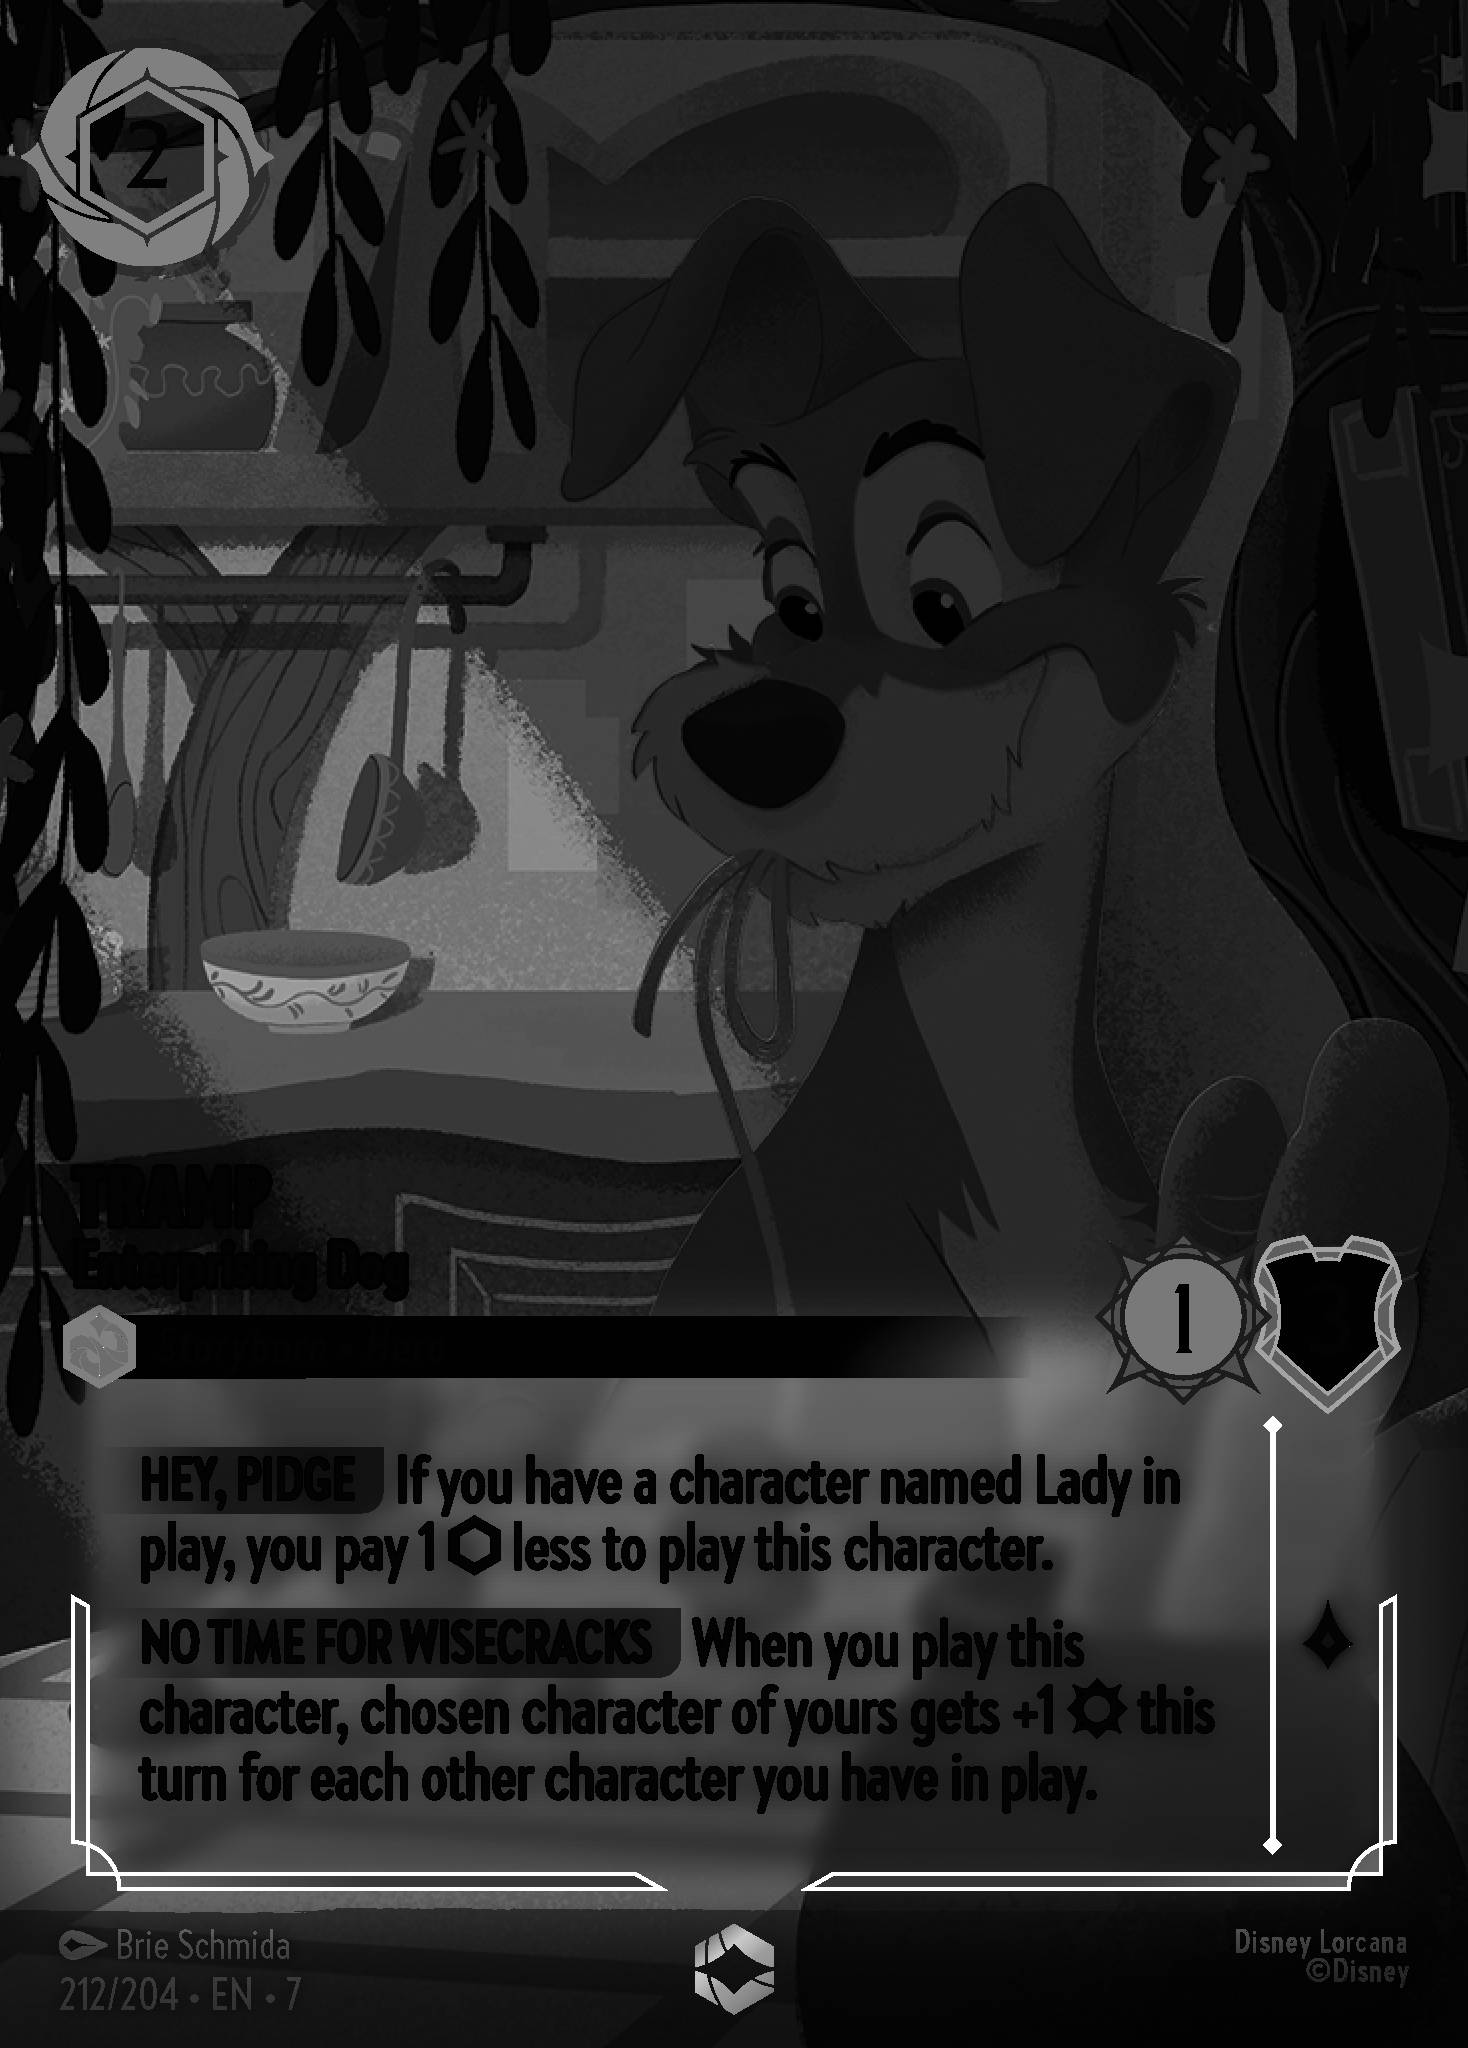 2
TRAMP
Enterprising Dog
Storyborn • Hero
1 3
HEY, PIDGE If you have a character named Lady in
play, you pay 1 ⬡ less to play this character.
NO TIME FOR WISECRACKS When you play this
character, chosen character of yours gets +1 ¤ this
turn for each other character you have in play.
Brie Schmida
212/204 • EN • 7
Disney Lorcana
©Disney